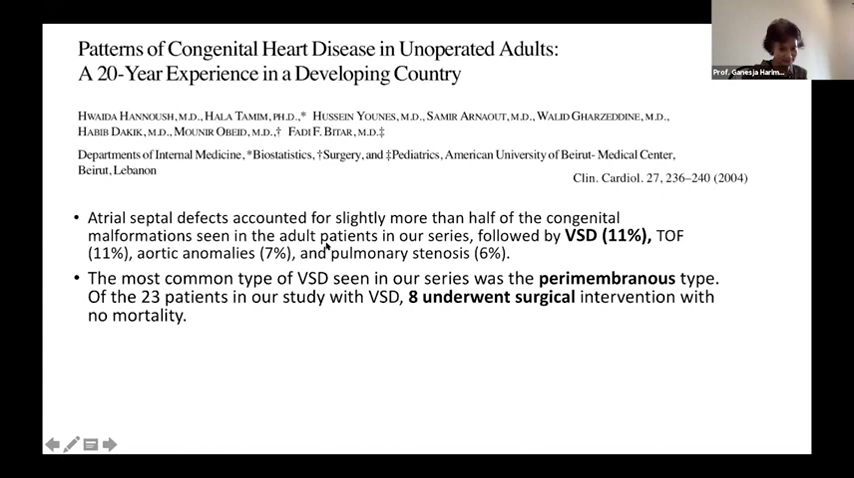 Patterns of Congenital Heart Disease in Unoperated Adults:
A 20-Year Experience in a Developing Country
Prof. Ganesja Harim...
HWAIDA HANNOUSH, M.D., HALA TAMIM, PH.D.,* HUSSEIN YOUNES, M.D., SAMIR ARNAOUT, M.D., WALID GHARZEDDINE, M.D.,
HABIB DAKIK, M.D., MOUNIR OBEID, M.D.,† FADI F. BITAR, M.D.‡
Departments of Internal Medicine, *Biostatistics, †Surgery, and ‡Pediatrics, American University of Beirut- Medical Center,
Beirut, Lebanon
Clin. Cardiol. 27, 236–240 (2004)
• Atrial septal defects accounted for slightly more than half of the congenital
malformations seen in the adult patients in our series, followed by VSD (11%), TOF
(11%), aortic anomalies (7%), and pulmonary stenosis (6%).
• The most common type of VSD seen in our series was the perimembranous type.
Of the 23 patients in our study with VSD, 8 underwent surgical intervention with
no mortality.